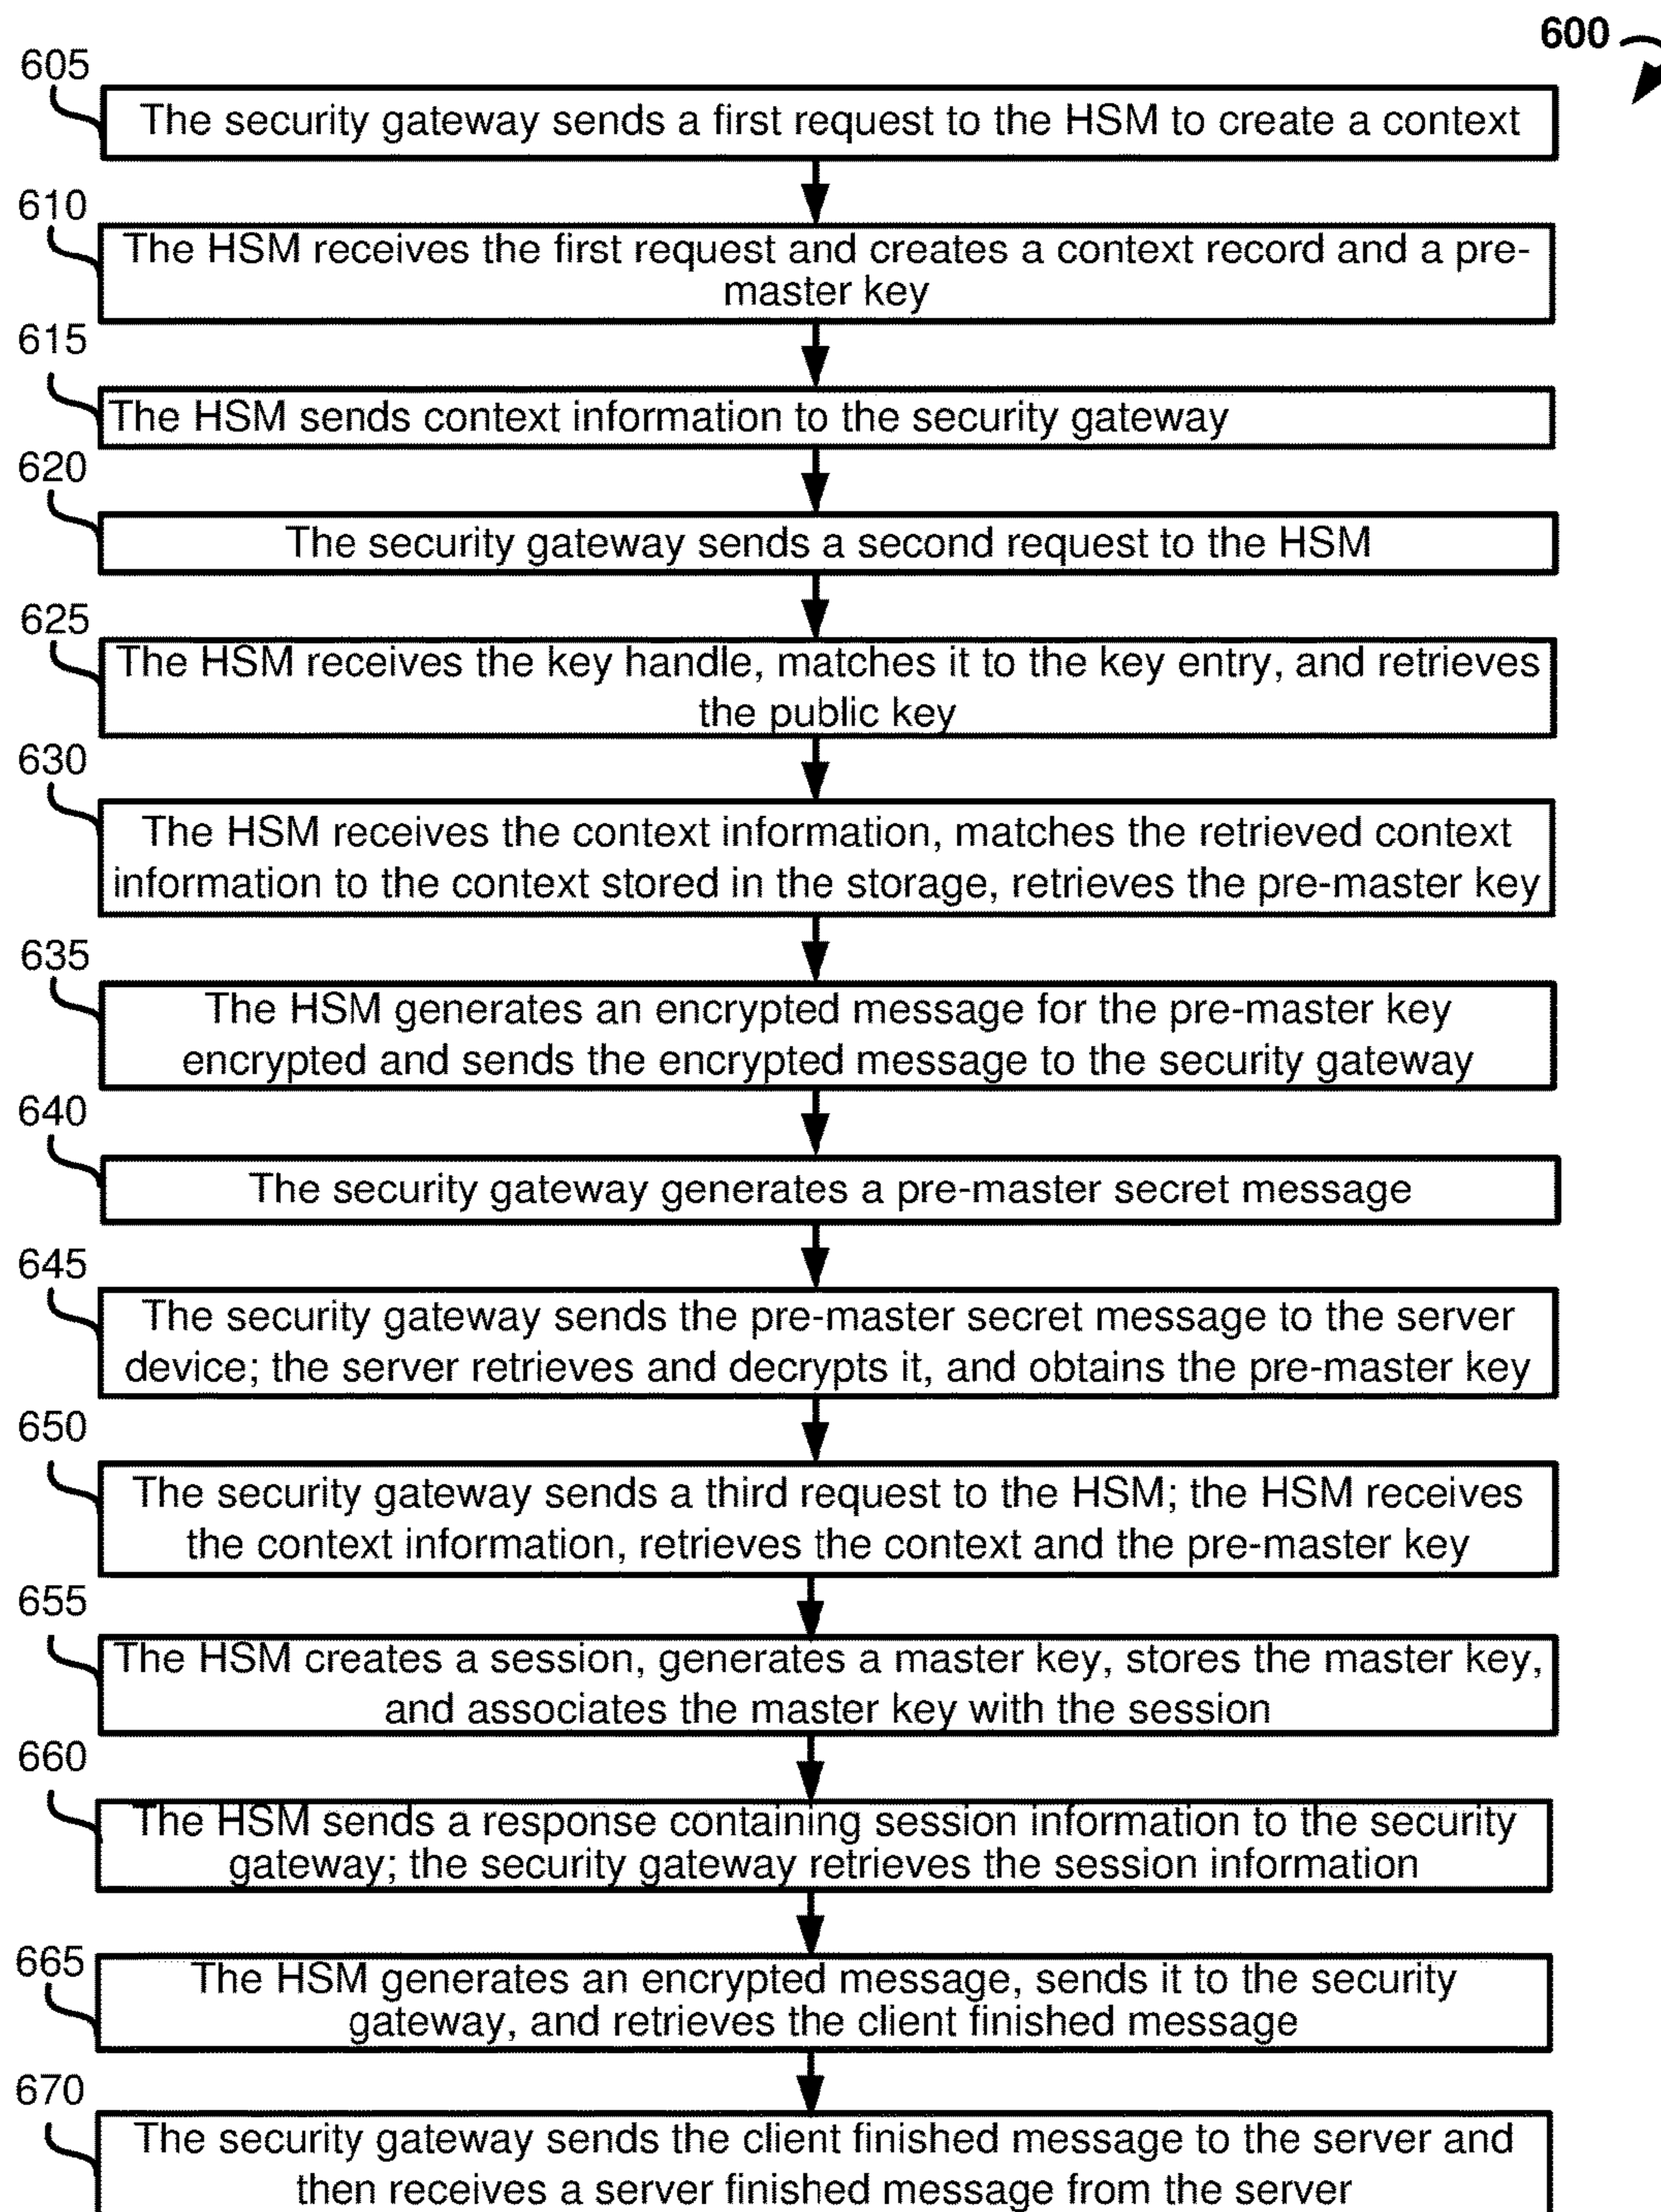 600
605
The security gateway sends a first request to the HSM to create a context
610
The HSM receives the first request and creates a context record and a pre-
master key
615
The HSM sends context information to the security gateway
620
The security gateway sends a second request to the HSM
625
The HSM receives the key handle, matches it to the key entry, and retrieves
the public key
630
The HSM receives the context information, matches the retrieved context
information to the context stored in the storage, retrieves the pre-master key
635
The HSM generates an encrypted message for the pre-master key
encrypted and sends the encrypted message to the security gateway
640
The security gateway generates a pre-master secret message
645
The security gateway sends the pre-master secret message to the server
device; the server retrieves and decrypts it, and obtains the pre-master key
650
The security gateway sends a third request to the HSM; the HSM receives
the context information, retrieves the context and the pre-master key
655
The HSM creates a session, generates a master key, stores the master key,
and associates the master key with the session
660
The HSM sends a response containing session information to the security
gateway; the security gateway retrieves the session information
665
The HSM generates an encrypted message, sends it to the security
gateway, and retrieves the client finished message
670
The security gateway sends the client finished message to the server and
then receives a server finished message from the server